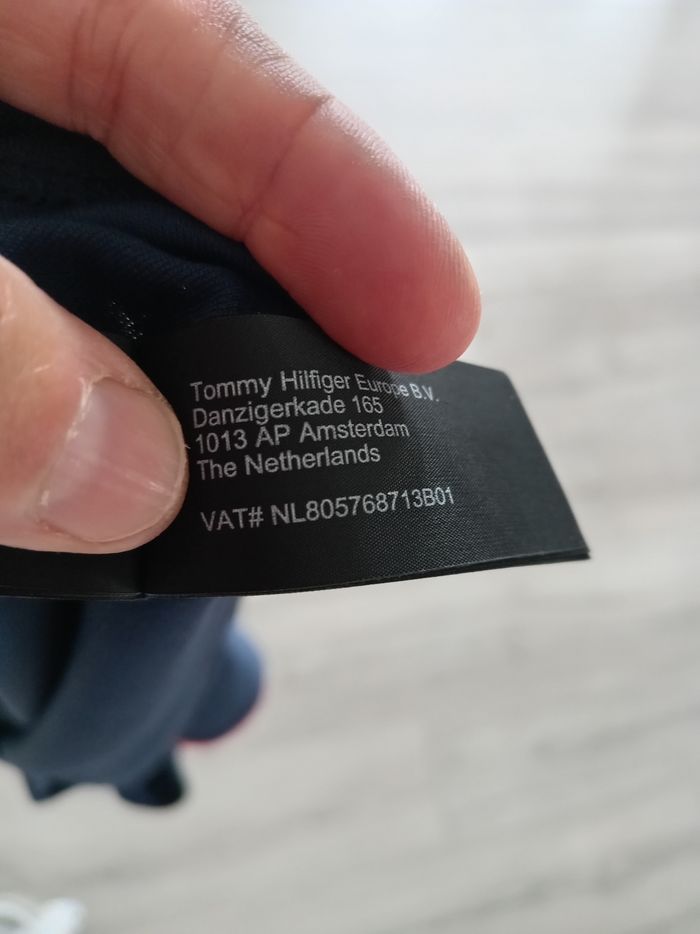 Tommy Hilfiger Europe B.V.
Danzigerkade 165
1013 AP Amsterdam
The Netherlands
VAT# NL805768713B01